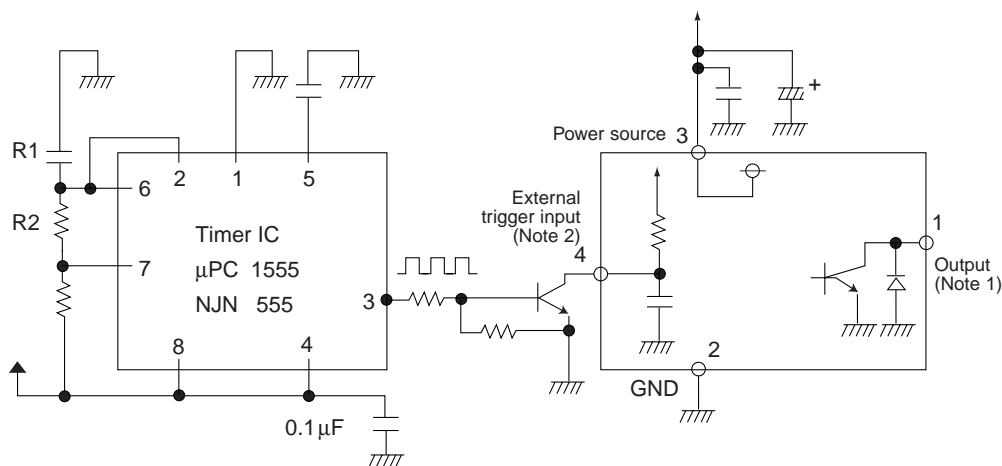 R1
R2
6
7
2
1
5
Timer IC
µPC 1555
NJN 555
3
8
4
0.1µF
Power source
3
+
External
trigger input
(Note 2)
4
1
Output
(Note 1)
2
GND